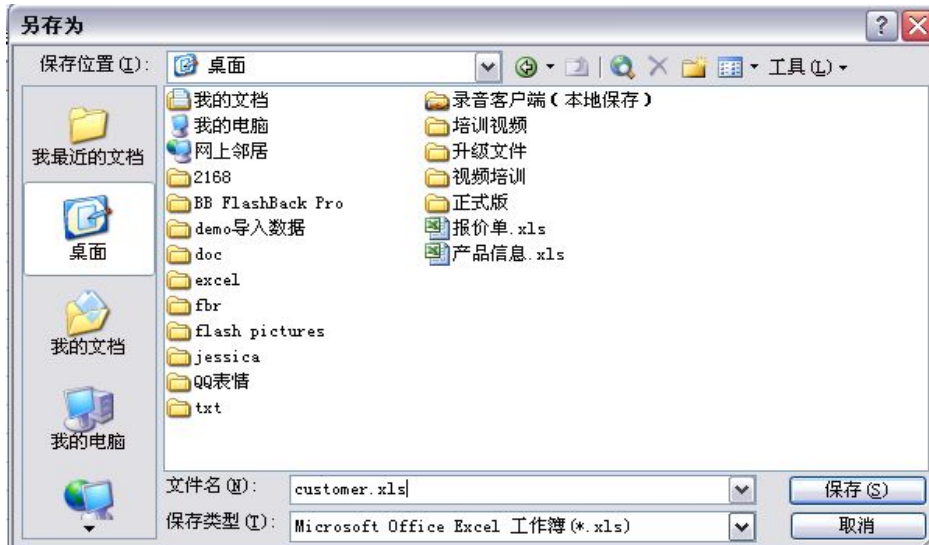 另存为
保存位置(I):
桌面
工具(L)
我最近的文档
桌面
我的文档
我的电脑
我的文档
我的电脑
网上邻居
2168
BB FlashBack Pro
demo导入数据
doc
excel
fbr
flash pictures
jessica
QQ表情
txt
录音客户端(本地保存)
培训视频
升级文件
视频培训
正式版
报价单.xls
产品信息.xls
文件名(N):
customer.xls
保存(S)
保存类型(T):
Microsoft Office Excel 工作簿(*.xls)
取消